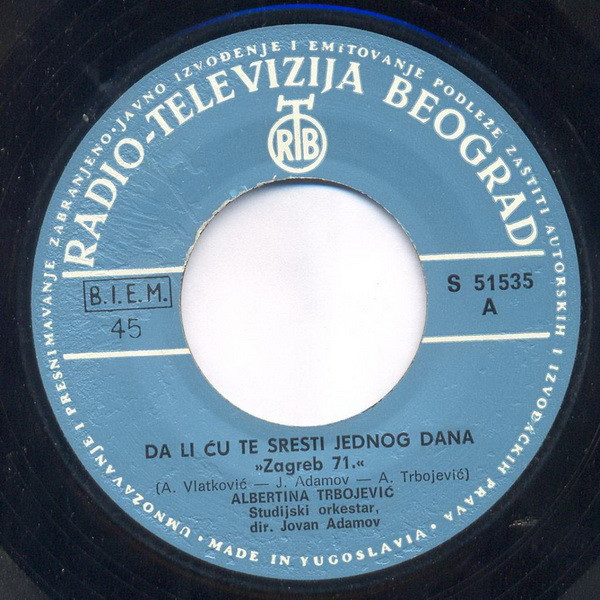 UMNOŽAVANJE I PRESNIMAVANJE ZABRANJENO·JAVNO IZVOĐENJE I EMITOVANJE PODLEŽE ZAŠTITI AUTORSKIH I IZVOĐAČKIH PRAVA·
RADIO-TELEVIZIJA BEOGRAD
RTB
B.I.E.M.
45
S 51535
A
DA LI ĆU TE SRESTI JEDNOG DANA
»Zagreb 71.«
(A. Vlatković — J. Adamov — A. Trbojević)
ALBERTINA TRBOJEVIĆ
Studijski orkestar,
dir. Jovan Adamov
·MADE IN YUGOSLAVIA·